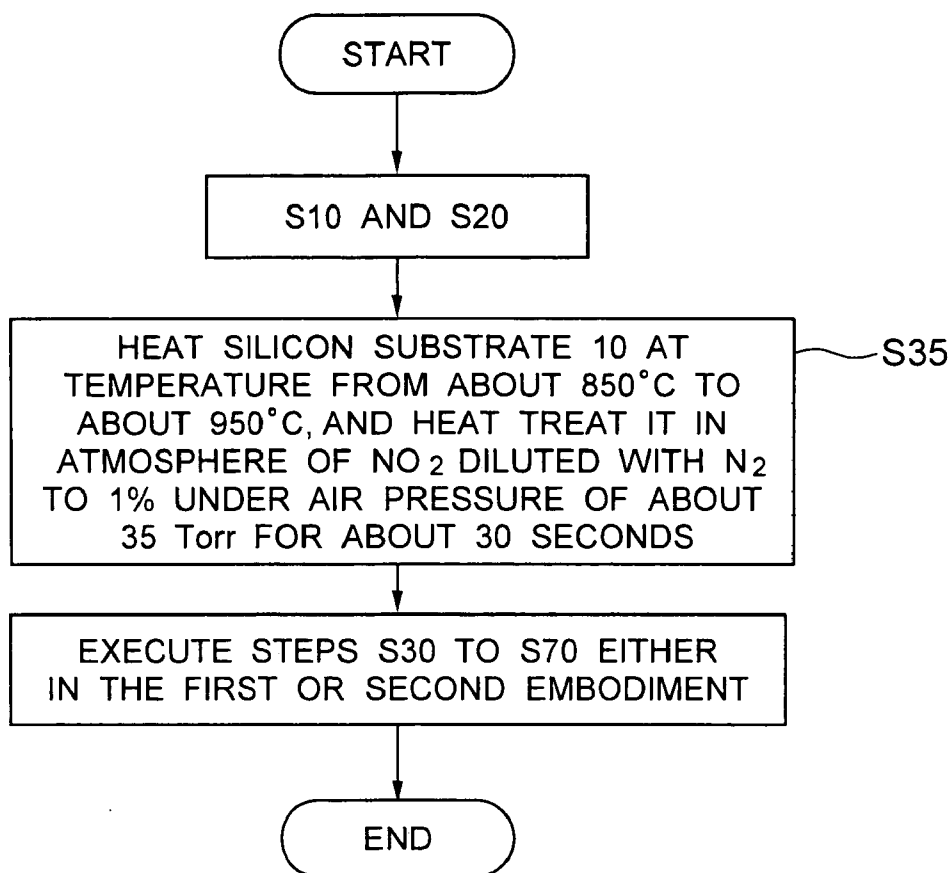 START
S10 AND S20
HEAT SILICON SUBSTRATE 10 AT
TEMPERATURE FROM ABOUT 850°C TO
ABOUT 950°C, AND HEAT TREAT IT IN
ATMOSPHERE OF NO₂ DILUTED WITH N₂
TO 1% UNDER AIR PRESSURE OF ABOUT
35 Torr FOR ABOUT 30 SECONDS
S35
EXECUTE STEPS S30 TO S70 EITHER
IN THE FIRST OR SECOND EMBODIMENT
END